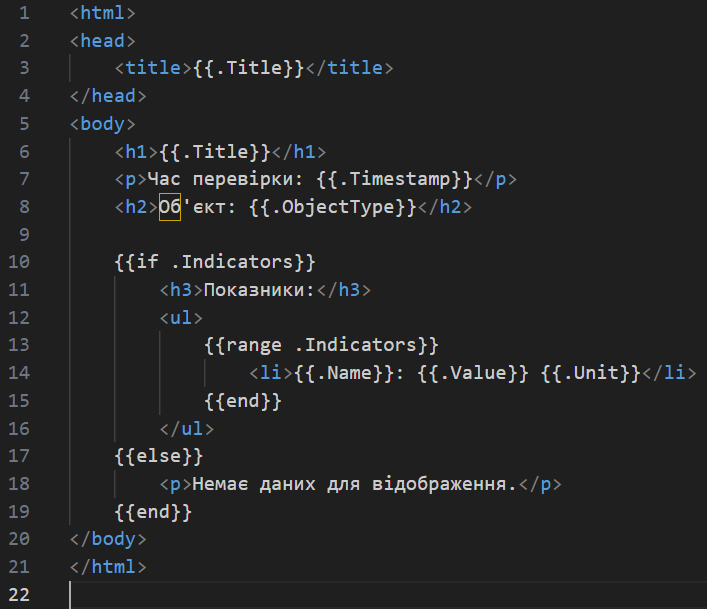 1 <html>
2 <head>
3     <title>{{.Title}}</title>
4 </head>
5 <body>
6     <h1>{{.Title}}</h1>
7     <p>Час перевірки: {{.Timestamp}}</p>
8     <h2>Об'єкт: {{.ObjectType}}</h2>
9
10     {{if .Indicators}}
11         <h3>Показники:</h3>
12         <ul>
13             {{range .Indicators}}
14                 <li>{{.Name}}: {{.Value}} {{.Unit}}</li>
15             {{end}}
16         </ul>
17     {{else}}
18         <p>Немає даних для відображення.</p>
19     {{end}}
20 </body>
21 </html>
22